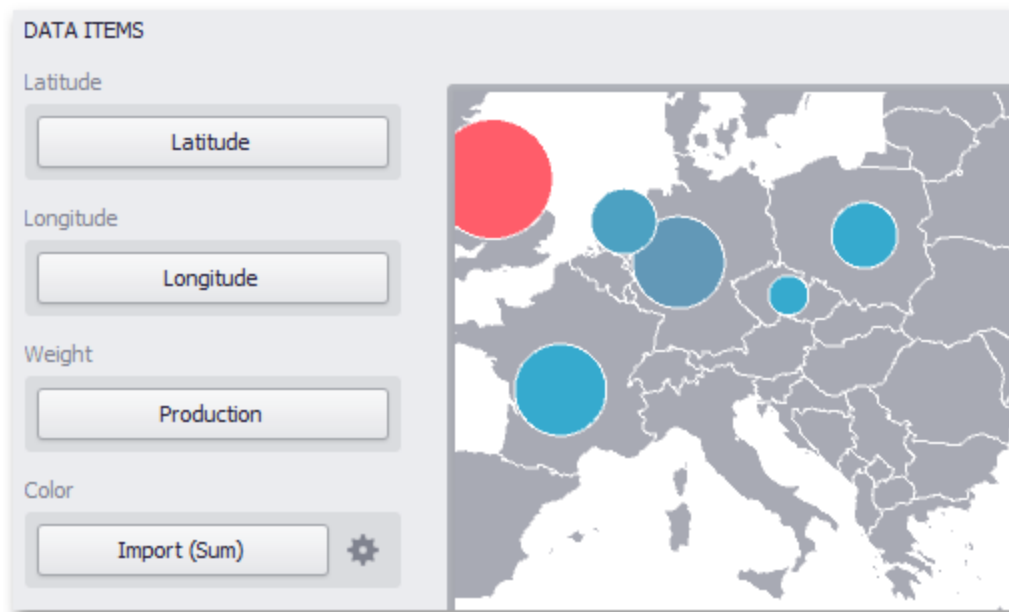 DATA ITEMS
Latitude
Latitude
Longitude
Longitude
Weight
Production
Color
Import (Sum)